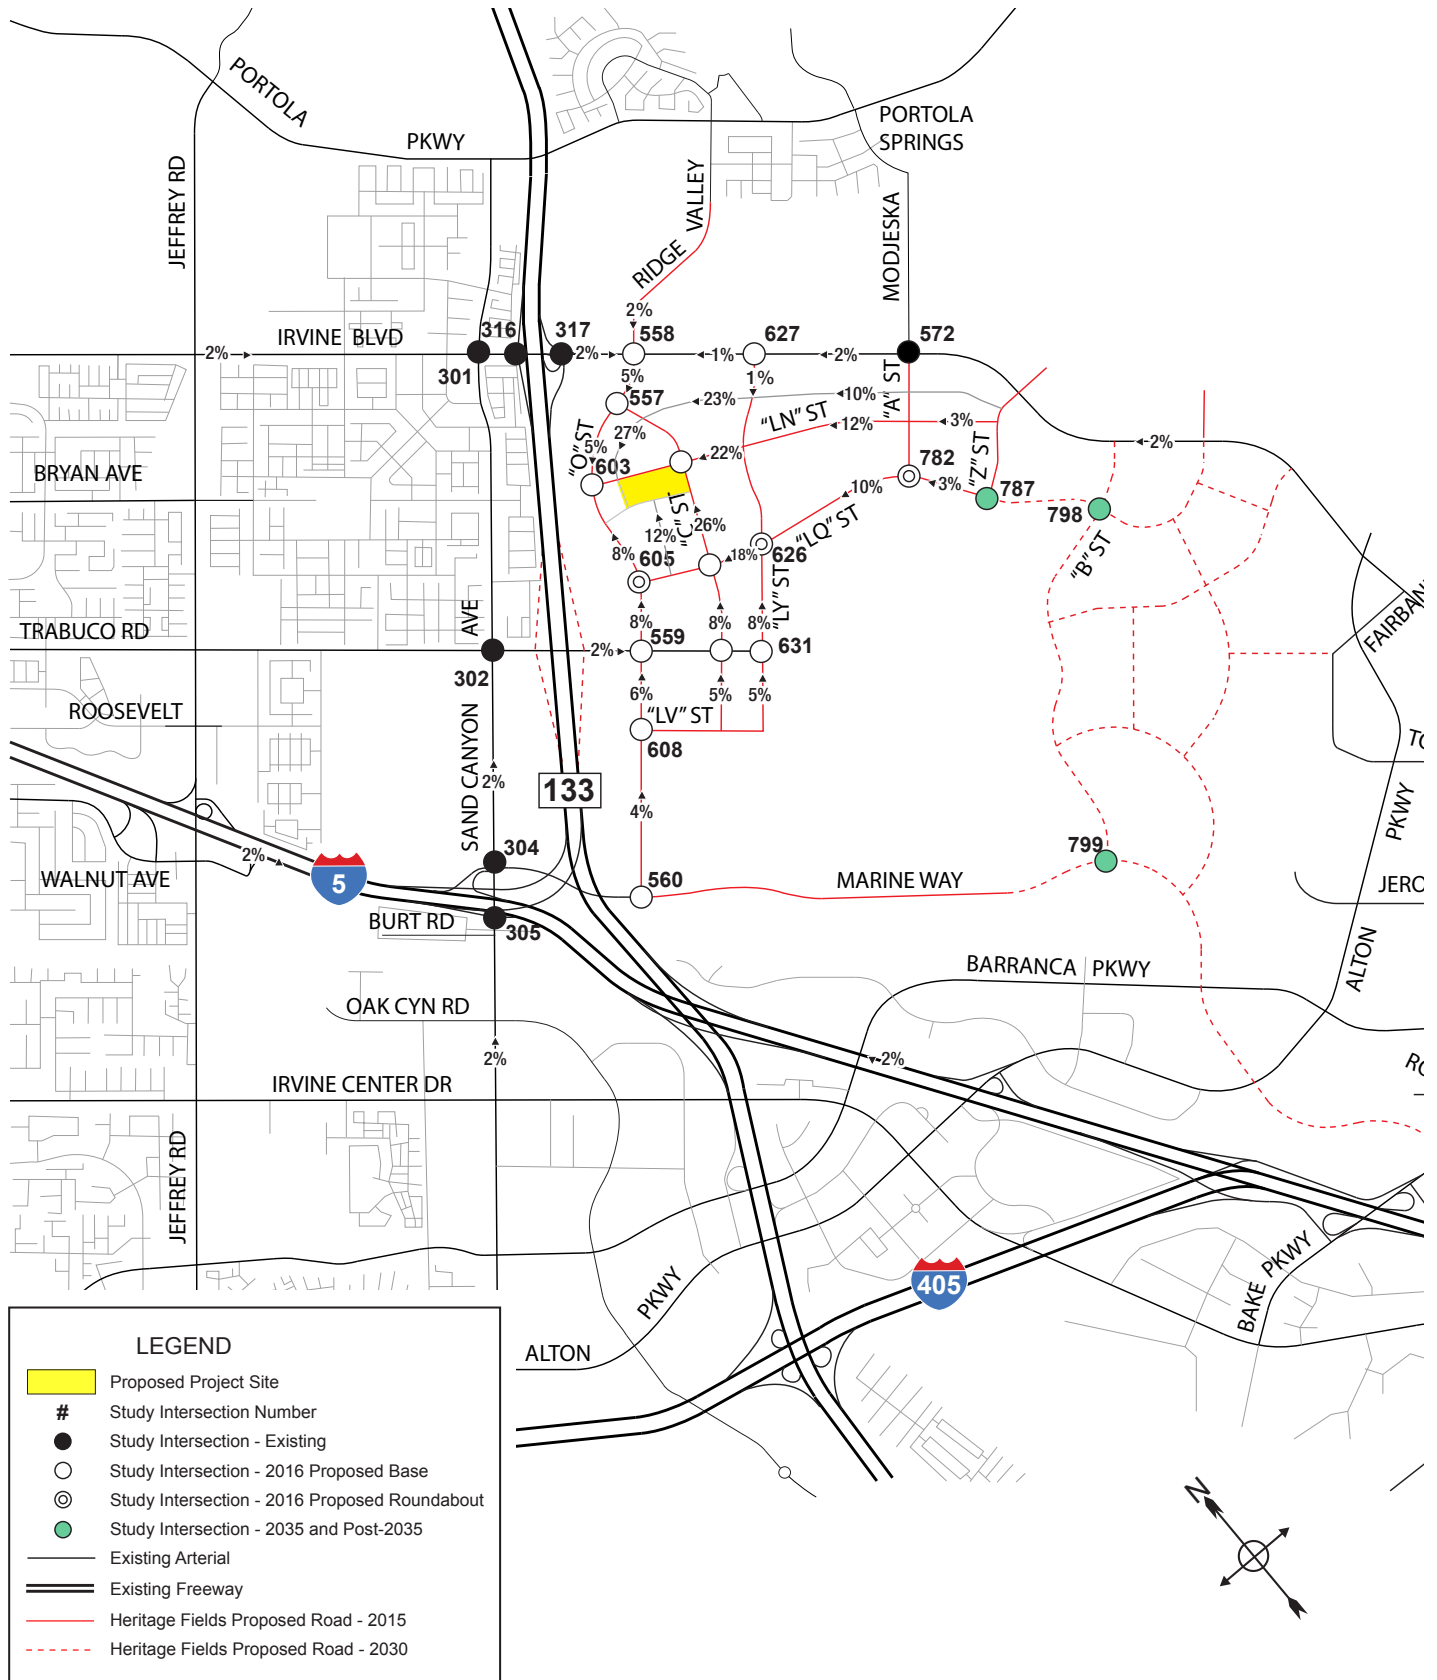 PORTOLA
PKWY
PORTOLA
SPRINGS
JEFFREY RD
RIDGE VALLEY
MODJESKA
2%
IRVINE BLVD
316
317
558
627
572
2%
2%
1%
2%
301
5%
1%
"A" ST
557
23%
10%
"LN" ST
12%
3%
2%
27%
5%
22%
"O" ST
603
BRYAN AVE
782
"Z" ST
787
3%
10%
798
"LQ" ST
"C" ST
26%
12%
8%
605
18%
626
"B" ST
"LY" ST
AVE
8%
8%
8%
TRABUCO RD
559
631
2%
302
FAIRBAN
ROOSEVELT
6%
5%
5%
"LV" ST
608
SAND CANYON
2%
133
4%
TO
PKWY
304
799
2%
5
WALNUT AVE
560
MARINE WAY
JERO
BURT RD
305
ALTON
BARRANCA PKWY
OAK CYN RD
2%
2%
IRVINE CENTER DR
RO
JEFFREY RD
405
PKWY
BAKE PKWY
ALTON
LEGEND
Proposed Project Site
# Study Intersection Number
Study Intersection - Existing
Study Intersection - 2016 Proposed Base
Study Intersection - 2016 Proposed Roundabout
Study Intersection - 2035 and Post-2035
Existing Arterial
Existing Freeway
Heritage Fields Proposed Road - 2015
Heritage Fields Proposed Road - 2030
N